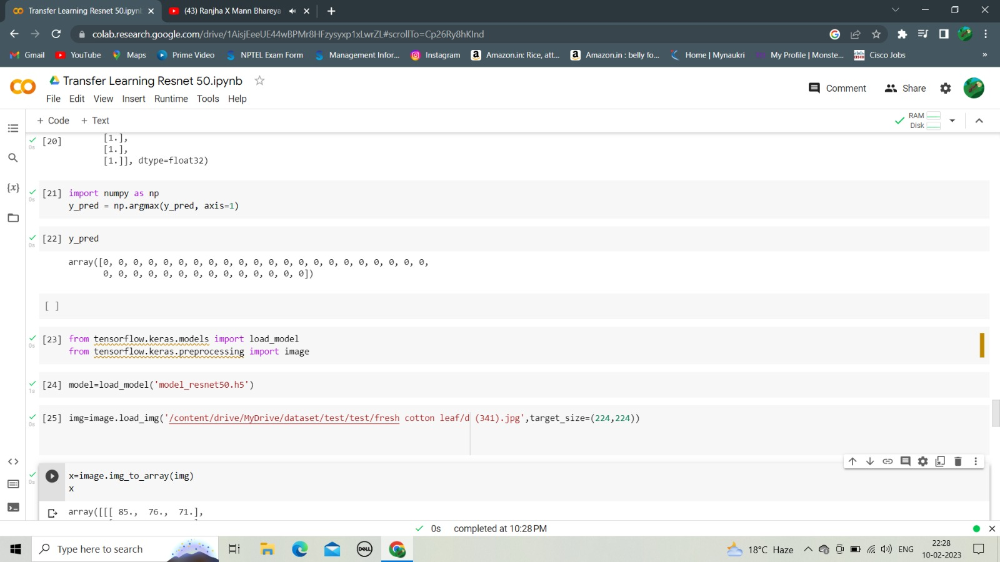 Transfer Learning Resnet 50.ipynb
(43) Ranjha X Mann Bhareya
colab.research.google.com/drive/1AisjEeeUE44wBPMr8HFzysyxp1xLwrZL#scrollTo=Cp26Ry8hKInd
Gmail YouTube Maps Prime Video NPTEL Exam Form Management Infor... Instagram Amazon.in: Rice, att... Amazon.in : belly fo... Home | Mynaukri My Profile | Monste... Cisco Jobs »
CO Transfer Learning Resnet 50.ipynb
Comment Share
File Edit View Insert Runtime Tools Help
+ Code + Text
RAM
Disk
[20] [1.],
0s [1.],
[1.]], dtype=float32)
[21] import numpy as np
0s y_pred = np.argmax(y_pred, axis=1)
[22] y_pred
0s
array([0, 0, 0, 0, 0, 0, 0, 0, 0, 0, 0, 0, 0, 0, 0, 0, 0, 0, 0, 0, 0, 0,
0, 0, 0, 0, 0, 0, 0, 0, 0, 0, 0, 0, 0, 0])
[ ]
[23] from tensorflow.keras.models import load_model
0s from tensorflow.keras.preprocessing import image
[24] model=load_model('model_resnet50.h5')
1s
[25] img=image.load_img('/content/drive/MyDrive/dataset/test/test/fresh cotton leaf/d (341).jpg',target_size=(224,224))
0s
x=image.img_to_array(img)
0s x
array([[[ 85., 76., 71.],
0s completed at 10:28 PM
Type here to search
DELL
18°C Haze
ENG
22:28
10-02-2023